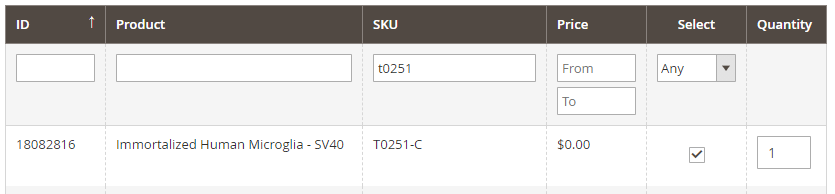 ID ↑ Product SKU Price Select Quantity
t0251 From Any
To
18082816 Immortalized Human Microglia - SV40 T0251-C $0.00 1